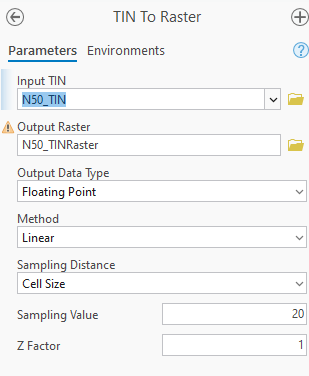 TIN To Raster
Parameters Environments
Input TIN
N50_TIN
Output Raster
N50_TINRaster
Output Data Type
Floating Point
Method
Linear
Sampling Distance
Cell Size
Sampling Value 20
Z Factor 1